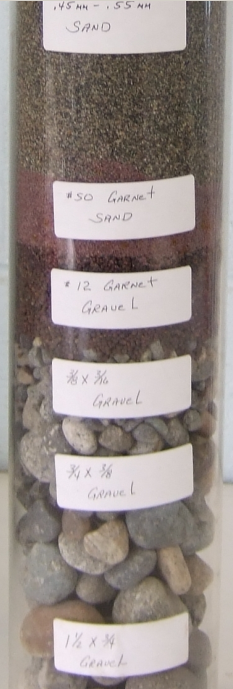 .45 MM - .55 MM
SAND
#50 GARNET
SAND
#12 GARNET
GRAVEL
3/8 X 3/16
GRAVEL
3/4 X 3/8
GRAVEL
1 1/2 X 3/4
GRAVEL